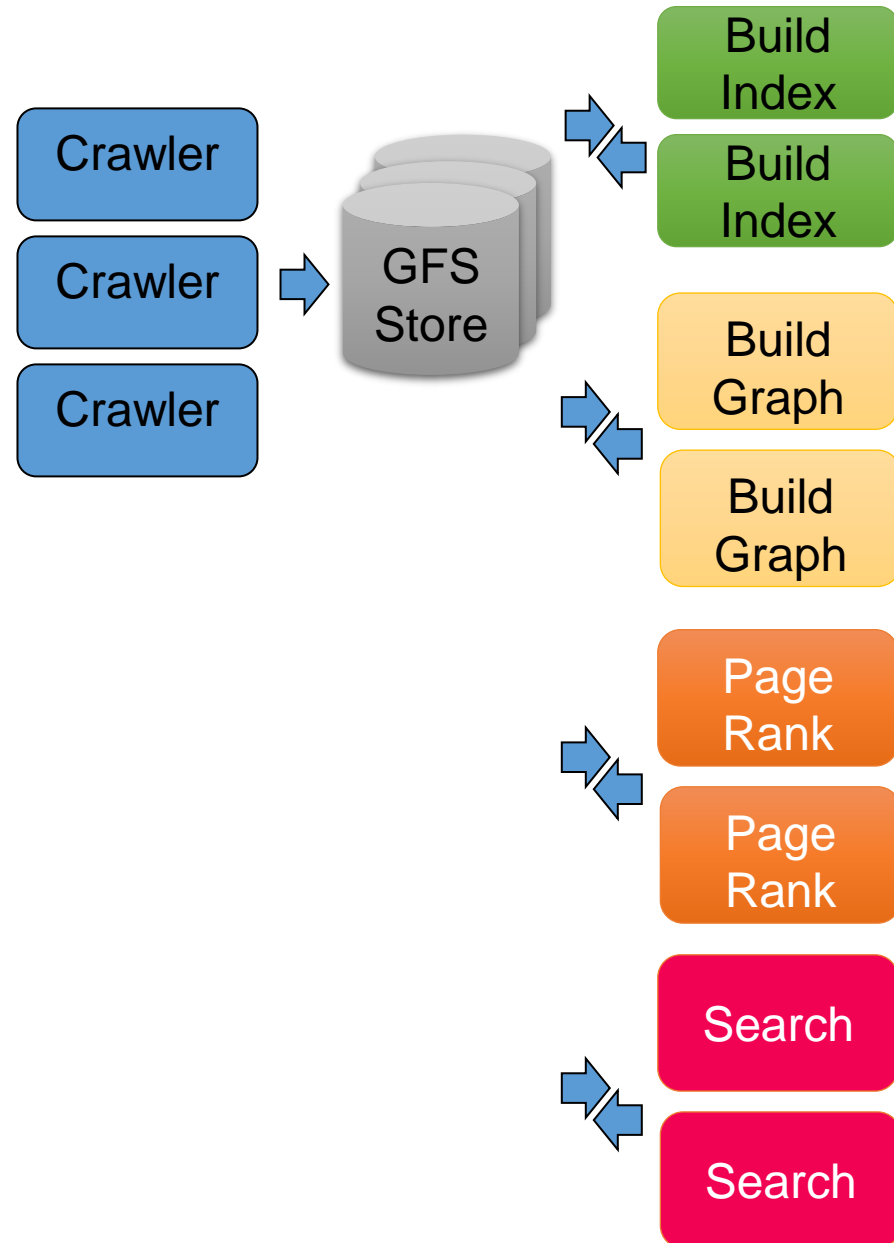 Crawler
Crawler
Crawler
GFS
Store
Build
Index
Build
Index
Build
Graph
Build
Graph
Page
Rank
Page
Rank
Search
Search